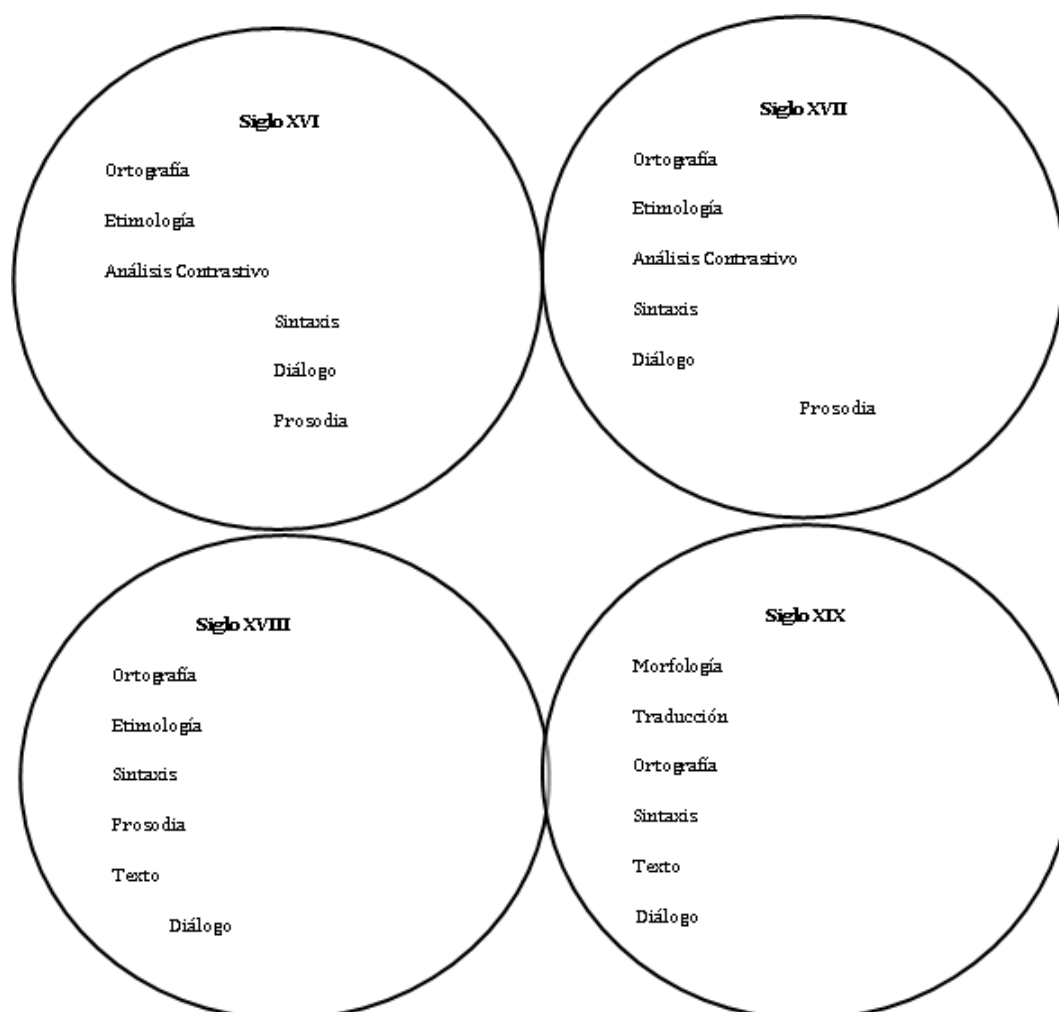 Siglo XVI
Ortografía
Etimología
Análisis Contrastivo
Sintaxis
Diálogo
Prosodia
Siglo XVII
Ortografía
Etimología
Análisis Contrastivo
Sintaxis
Diálogo
Prosodia
Siglo XVIII
Ortografía
Etimología
Sintaxis
Prosodia
Texto
Diálogo
Siglo XIX
Morfología
Traducción
Ortografía
Sintaxis
Texto
Diálogo